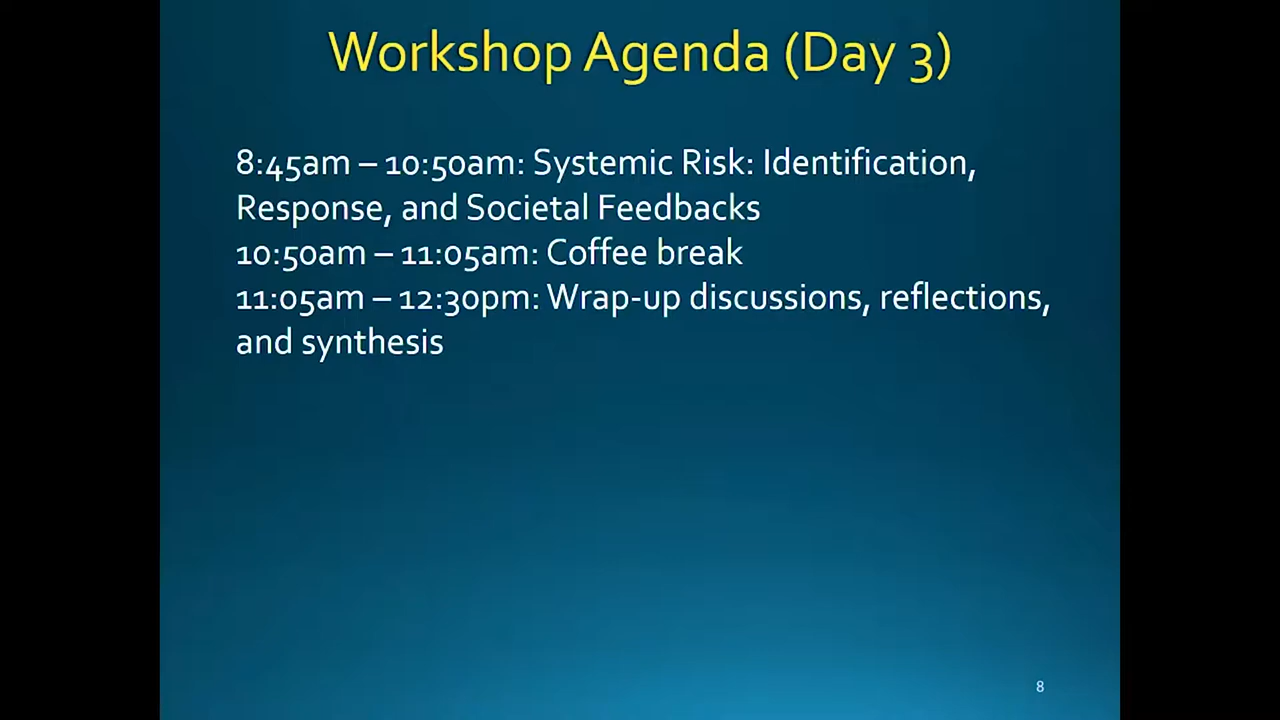 Workshop Agenda (Day 3)
8:45am – 10:50am: Systemic Risk: Identification,
Response, and Societal Feedbacks
10:50am – 11:05am: Coffee break
11:05am – 12:30pm: Wrap-up discussions, reflections,
and synthesis
8